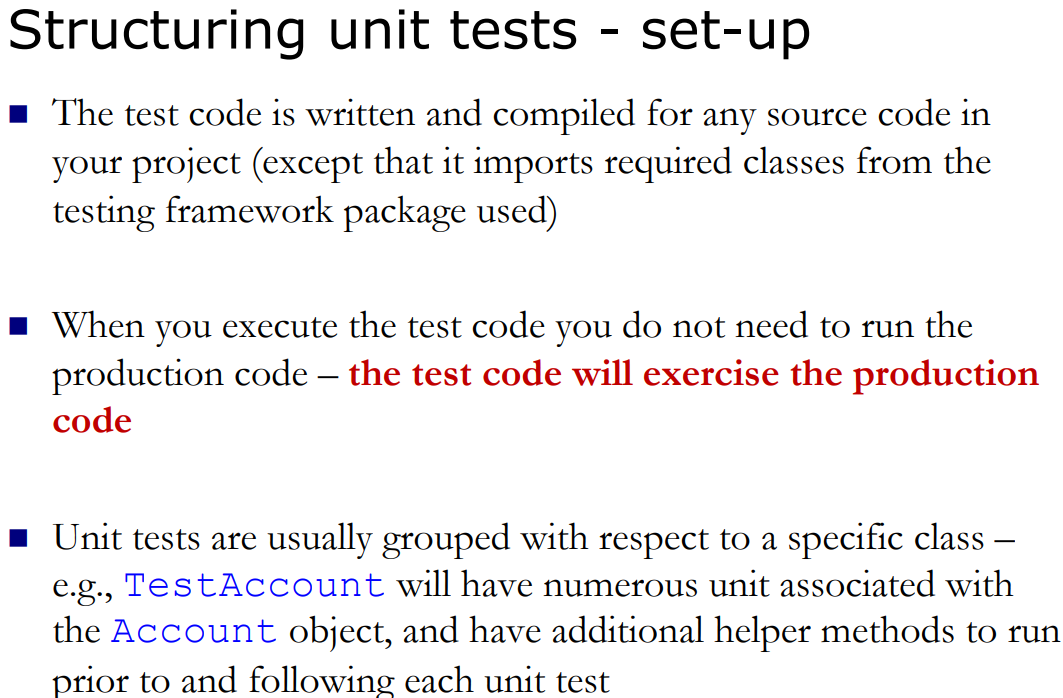 Structuring unit tests - set-up
The test code is written and compiled for any source code in
your project (except that it imports required classes from the
testing framework package used)
When you execute the test code you do not need to run the
production code – the test code will exercise the production
code
Unit tests are usually grouped with respect to a specific class –
e.g., TestAccount will have numerous unit associated with
the Account object, and have additional helper methods to run
prior to and following each unit test